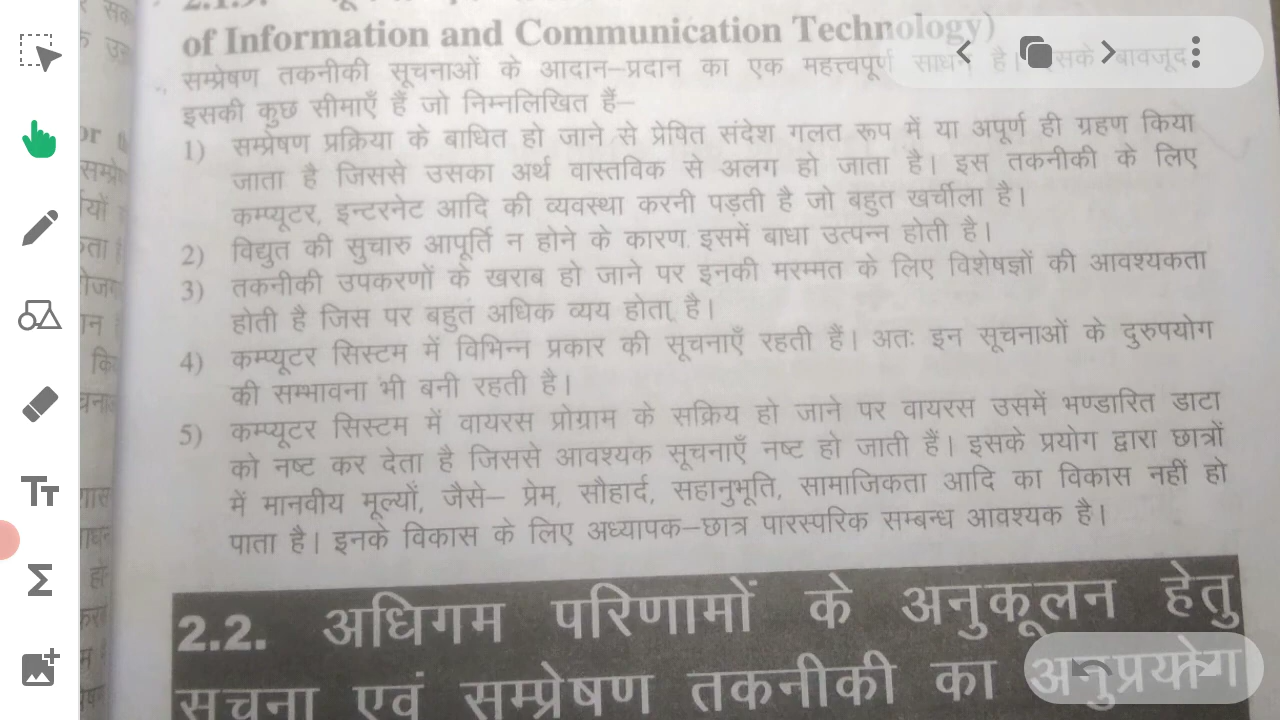 of Information and Communication Technology)
सम्प्रेषण तकनीकी सूचनाओं के आदान–प्रदान का एक महत्त्वपूर्ण साधन है। इसके बावजूद
इसकी कुछ सीमाएँ हैं जो निम्नलिखित हैं–
1) सम्प्रेषण प्रक्रिया के बाधित हो जाने से प्रेषित संदेश गलत रूप में या अपूर्ण ही ग्रहण किया
जाता है जिससे उसका अर्थ वास्तविक से अलग हो जाता है। इस तकनीकी के लिए
कम्प्यूटर, इन्टरनेट आदि की व्यवस्था करनी पड़ती है जो बहुत खर्चीला है।
2) विद्युत की सुचारु आपूर्ति न होने के कारण इसमें बाधा उत्पन्न होती है।
3) तकनीकी उपकरणों के खराब हो जाने पर इनकी मरम्मत के लिए विशेषज्ञों की आवश्यकता
होती है जिस पर बहुत अधिक व्यय होता है।
4) कम्प्यूटर सिस्टम में विभिन्न प्रकार की सूचनाएँ रहती हैं। अतः इन सूचनाओं के दुरुपयोग
की सम्भावना भी बनी रहती है।
5) कम्प्यूटर सिस्टम में वायरस प्रोग्राम के सक्रिय हो जाने पर वायरस उसमें भण्डारित डाटा
को नष्ट कर देता है जिससे आवश्यक सूचनाएँ नष्ट हो जाती हैं। इसके प्रयोग द्वारा छात्रों
में मानवीय मूल्यों, जैसे– प्रेम, सौहार्द, सहानुभूति, सामाजिकता आदि का विकास नहीं हो
पाता है। इनके विकास के लिए अध्यापक–छात्र पारस्परिक सम्बन्ध आवश्यक है।
2.2. अधिगम परिणामों के अनुकूलन हेतु
सूचना एवं सम्प्रेषण तकनीकी का अनुप्रयोग